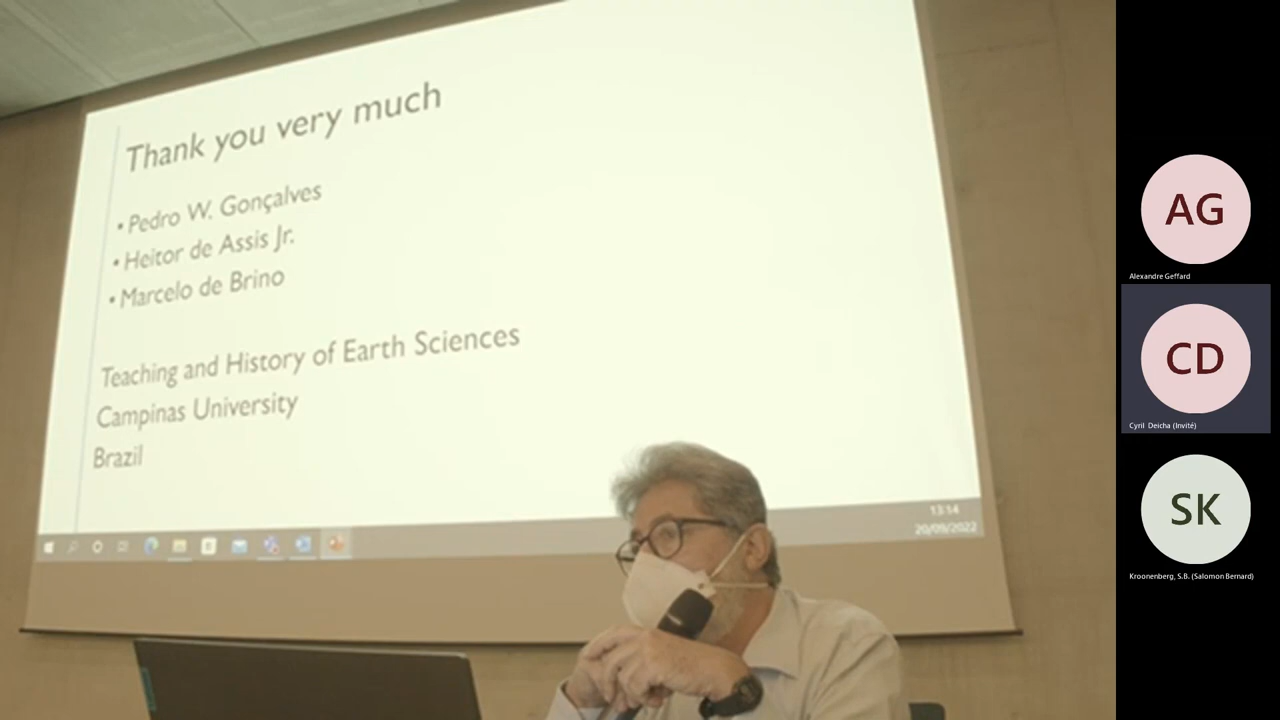 Thank you very much
• Pedro W. Gonçalves
• Heitor de Assis Jr.
• Marcelo de Brino
Teaching and History of Earth Sciences
Campinas University
Brazil
13:14
20/09/2022
AG
Alexandre Geffard
CD
Cyril Deicha (Invité)
SK
Kroonenberg, S.B. (Salomon Bernard)